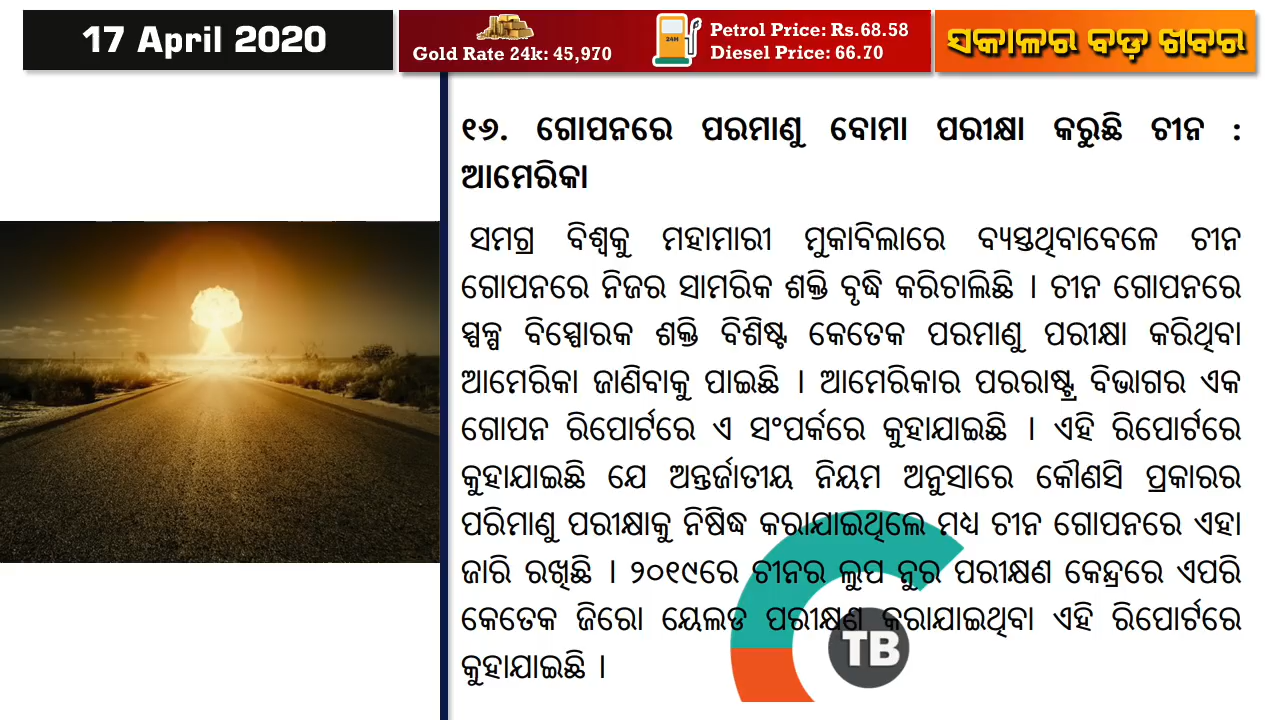 17 April 2020
Gold Rate 24k: 45,970
24H
Petrol Price: Rs.68.58
Diesel Price: 66.70
ସକାଳର ବଡ଼ ଖବର
୧୬. ଗୋପନରେ ପରମାଣୁ ବୋମା ପରୀକ୍ଷା କରୁଛି ଚୀନ :
ଆମେରିକା
ସମଗ୍ର ବିଶ୍ୱକୁ ମହାମାରୀ ମୁକାବିଲାରେ ବ୍ୟସ୍ତଥିବାବେଳେ ଚୀନ
ଗୋପନରେ ନିଜର ସାମରିକ ଶକ୍ତି ବୃଦ୍ଧି କରିଚାଲିଛି । ଚୀନ ଗୋପନରେ
ସ୍ୱଳ୍ପ ବିସ୍ଫୋରକ ଶକ୍ତି ବିଶିଷ୍ଟ କେତେକ ପରମାଣୁ ପରୀକ୍ଷା କରିଥିବା
ଆମେରିକା ଜାଣିବାକୁ ପାଇଛି । ଆମେରିକାର ପରରାଷ୍ଟ୍ର ବିଭାଗର ଏକ
ଗୋପନ ରିପୋର୍ଟରେ ଏ ସଂପର୍କରେ କୁହାଯାଇଛି । ଏହି ରିପୋର୍ଟରେ
କୁହାଯାଇଛି ଯେ ଅନ୍ତର୍ଜାତୀୟ ନିୟମ ଅନୁସାରେ କୌଣସି ପ୍ରକାରର
ପରିମାଣୁ ପରୀକ୍ଷାକୁ ନିଷିଦ୍ଧ କରାଯାଇଥିଲେ ମଧ୍ୟ ଚୀନ ଗୋପନରେ ଏହା
ଜାରି ରଖିଛି । ୨୦୧୯ରେ ଚୀନର ଲୁପ ନୁର ପରୀକ୍ଷଣ କେନ୍ଦ୍ରରେ ଏପରି
କେତେକ ଜିରୋ ୟେଲଡ ପରୀକ୍ଷଣ କରାଯାଇଥିବା ଏହି ରିପୋର୍ଟରେ
କୁହାଯାଇଛି ।
TB